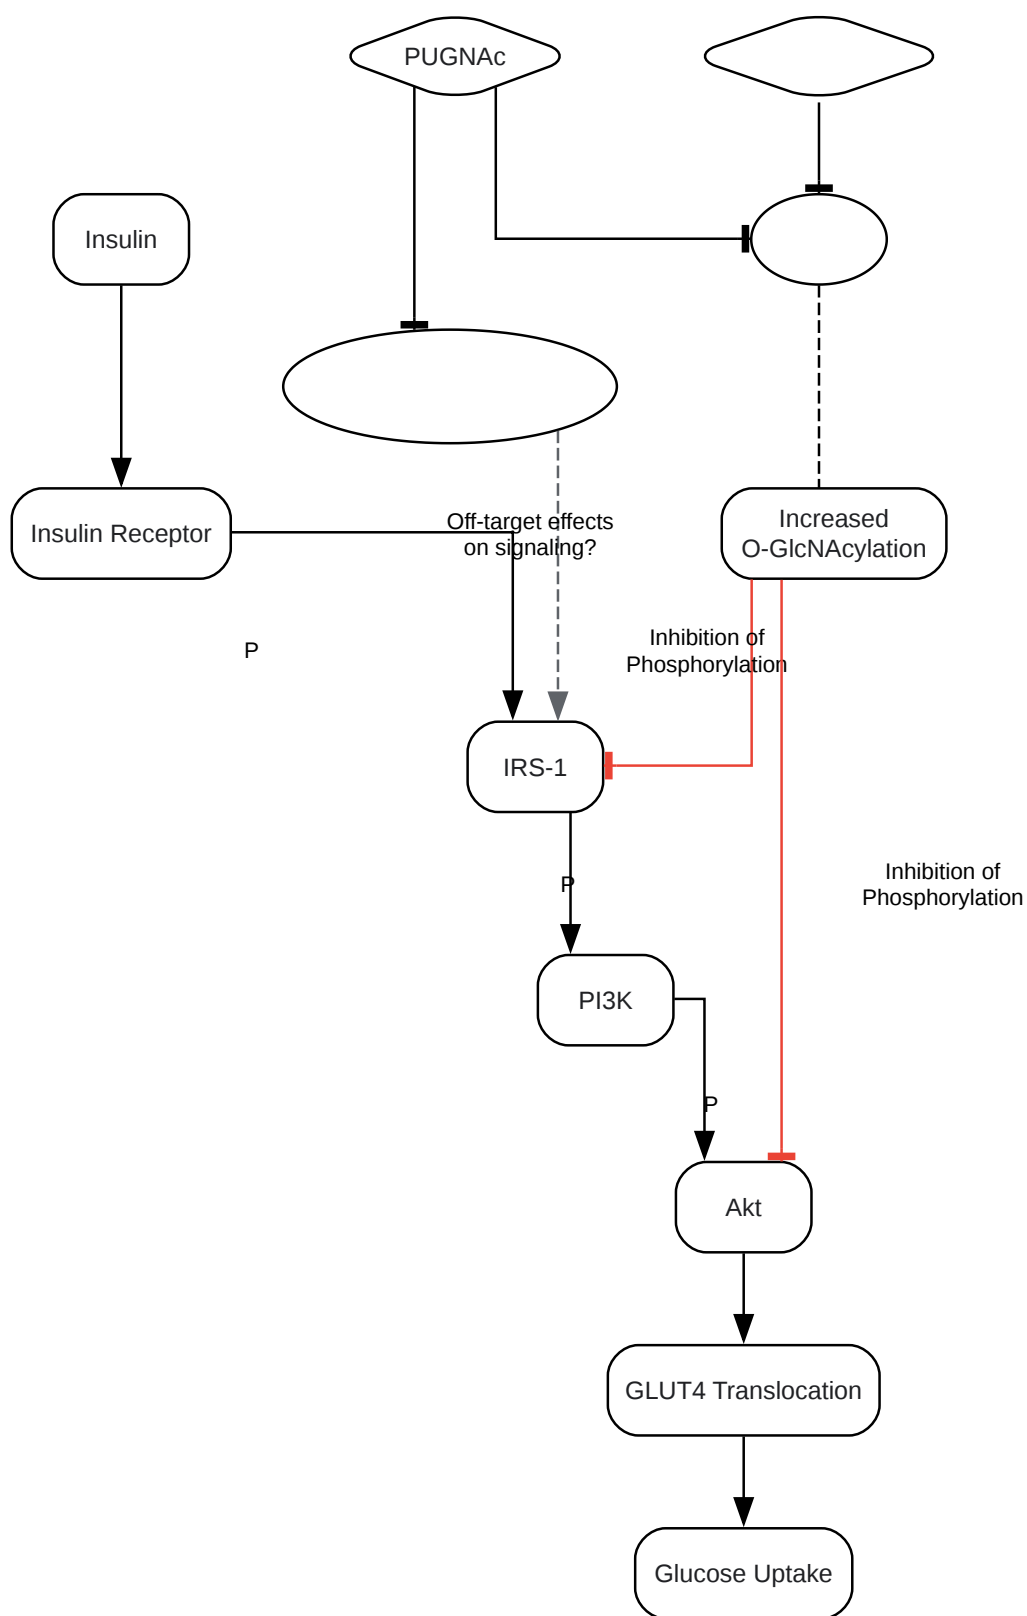 PUGNAc
Insulin
Insulin Receptor
Off-target effects
on signaling?
Increased
O-GlcNAcylation
P
Inhibition of
Phosphorylation
IRS-1
P
Inhibition of
Phosphorylation
PI3K
P
Akt
GLUT4 Translocation
Glucose Uptake